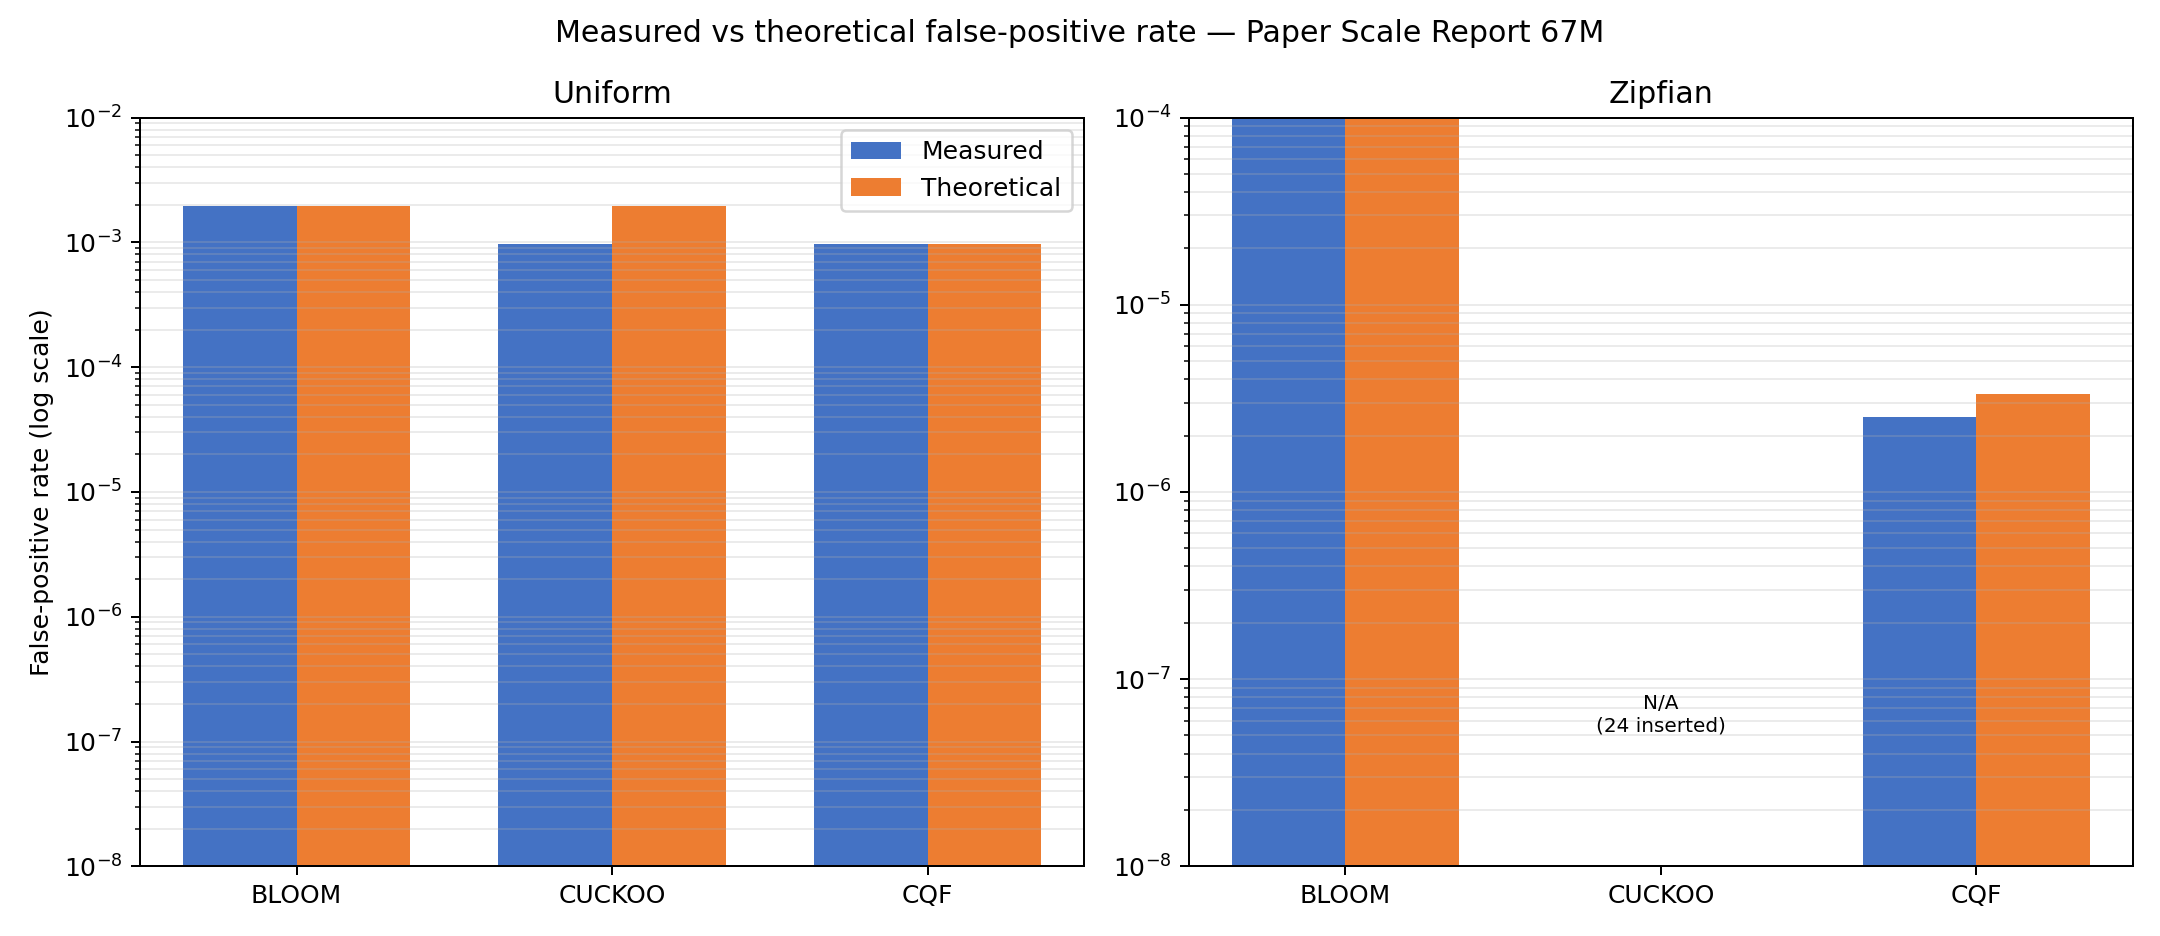 Measured vs theoretical false-positive rate — Paper Scale Report 67M
Uniform
Measured
Theoretical
False-positive rate (log scale)
10⁻²
10⁻³
10⁻⁴
10⁻⁵
10⁻⁶
10⁻⁷
10⁻⁸
BLOOM CUCKOO CQF
Zipfian
10⁻⁴
10⁻⁵
10⁻⁶
10⁻⁷
10⁻⁸
N/A
(24 inserted)
BLOOM CUCKOO CQF